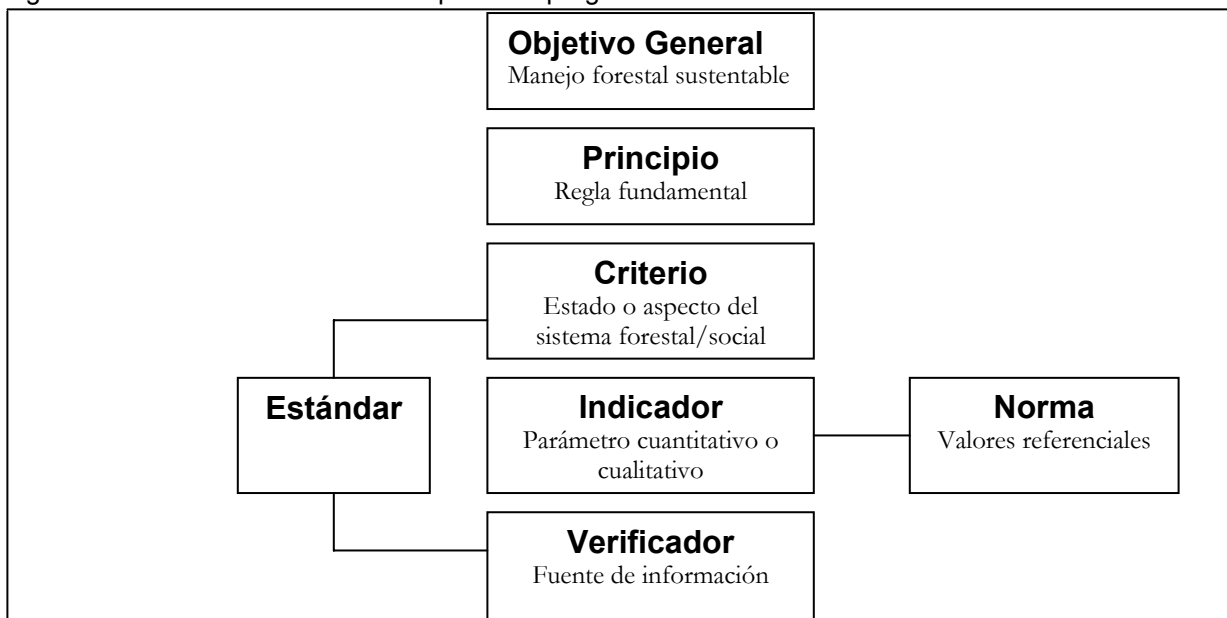 Objetivo General
Manejo forestal sustentable
Principio
Regla fundamental
Criterio
Estado o aspecto del
sistema forestal/social
Estándar
Indicador
Parámetro cuantitativo o
cualitativo
Norma
Valores referenciales
Verificador
Fuente de información